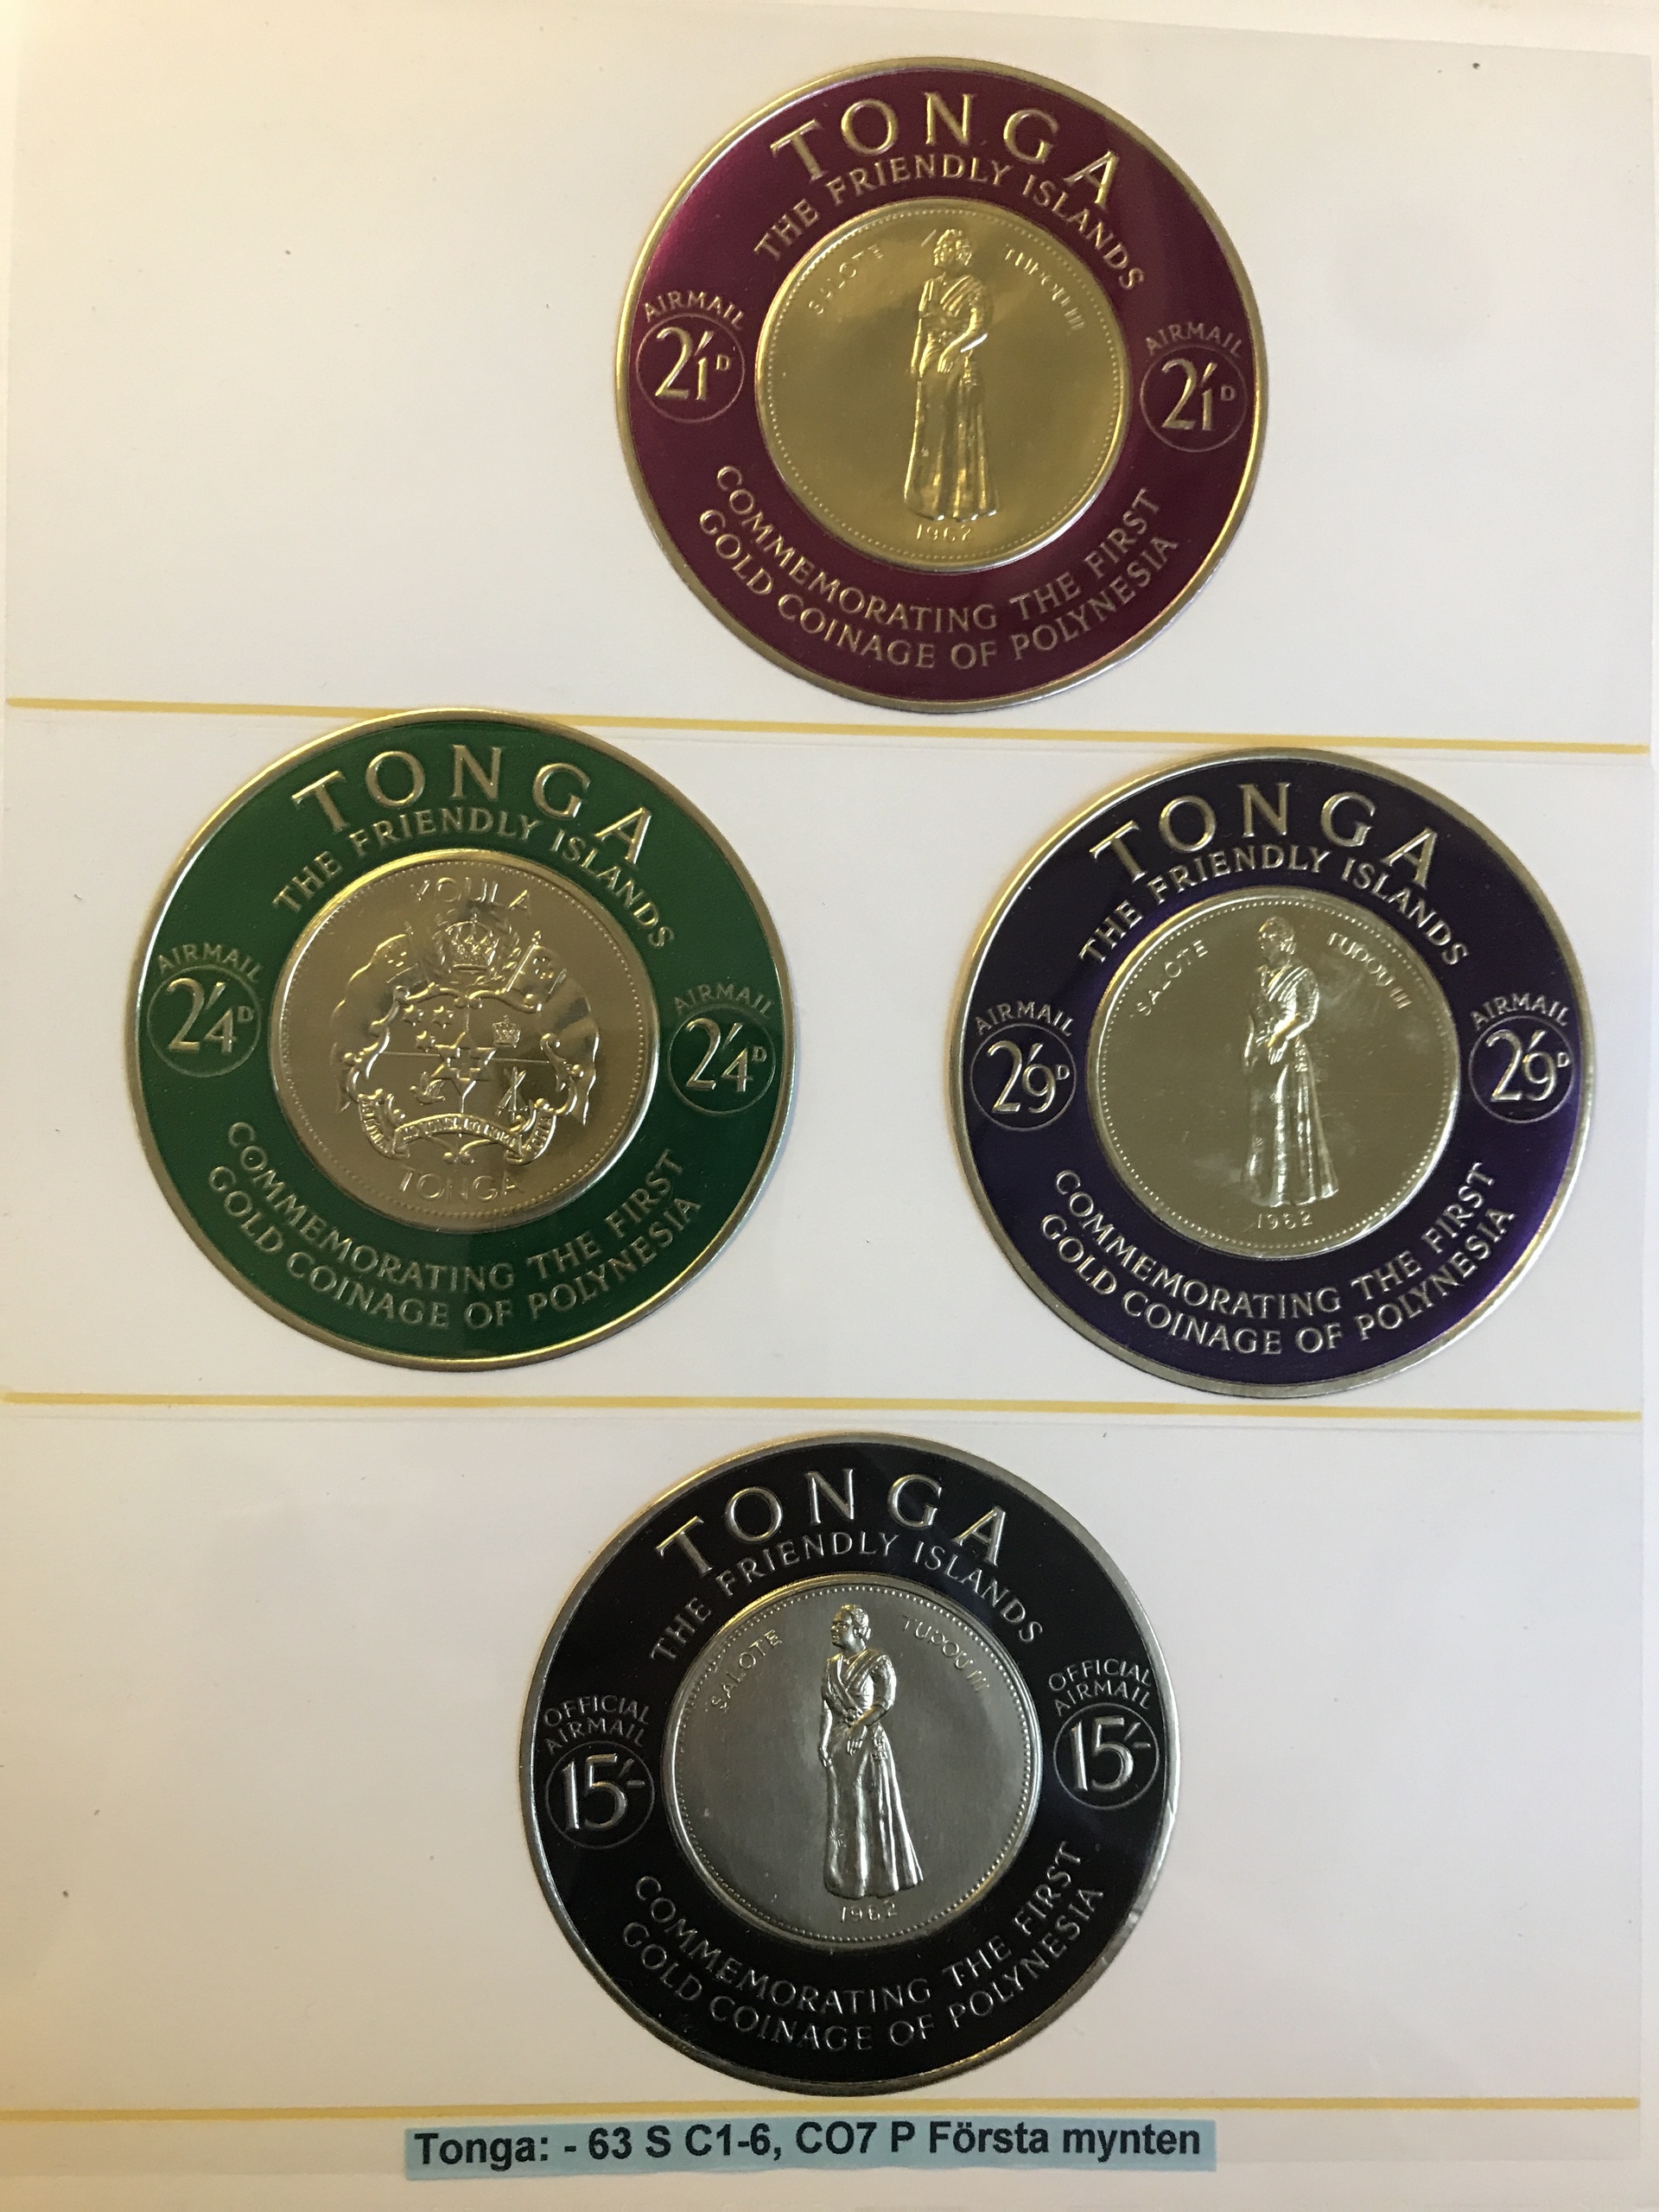 TONGA
THE FRIENDLY ISLANDS
SALOTE TUPOU III
AIRMAIL
2/1D
AIRMAIL
2/1D
1962
COMMEMORATING THE FIRST
GOLD COINAGE OF POLYNESIA
TONGA
THE FRIENDLY ISLANDS
KOULA
AIRMAIL
2/4D
AIRMAIL
2/4D
TONGA
COMMEMORATING THE FIRST
GOLD COINAGE OF POLYNESIA
TONGA
THE FRIENDLY ISLANDS
SALOTE TUPOU III
AIRMAIL
2/9D
AIRMAIL
2/9D
1962
COMMEMORATING THE FIRST
GOLD COINAGE OF POLYNESIA
TONGA
THE FRIENDLY ISLANDS
SALOTE TUPOU III
OFFICIAL
AIRMAIL
15/-
OFFICIAL
AIRMAIL
15/-
1962
COMMEMORATING THE FIRST
GOLD COINAGE OF POLYNESIA
Tonga: - 63 S C1-6, CO7 P Första mynten